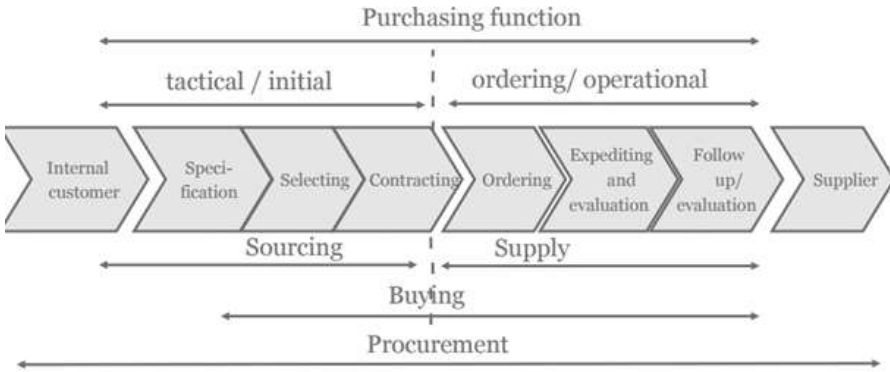 Purchasing function
tactical / initial
ordering/ operational
Internal
customer
Speci-
fication
Selecting
Contracting
Ordering
Expediting
and
evaluation
Follow
up/
evaluation
Supplier
Sourcing
Supply
Buying
Procurement